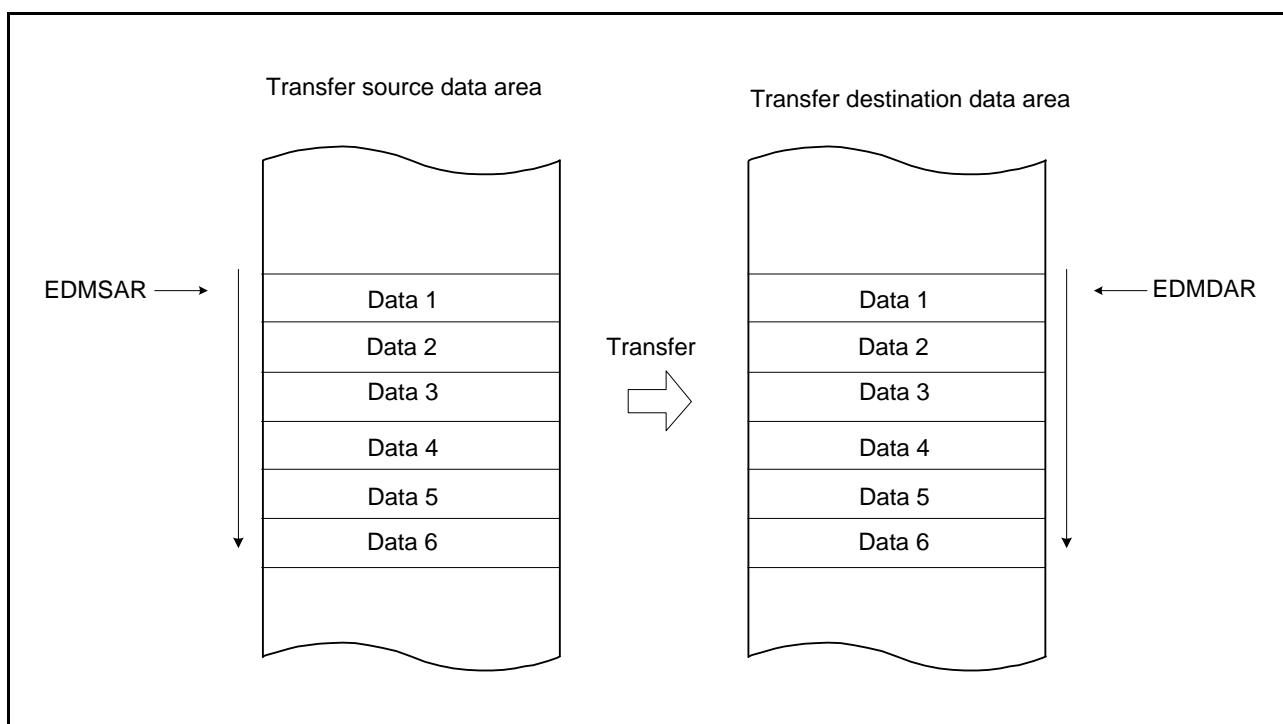 Transfer source data area
Transfer destination data area
EDMSAR
Data 1
Data 2
Data 3
Data 4
Data 5
Data 6
Transfer
Data 1
Data 2
Data 3
Data 4
Data 5
Data 6
EDMDAR